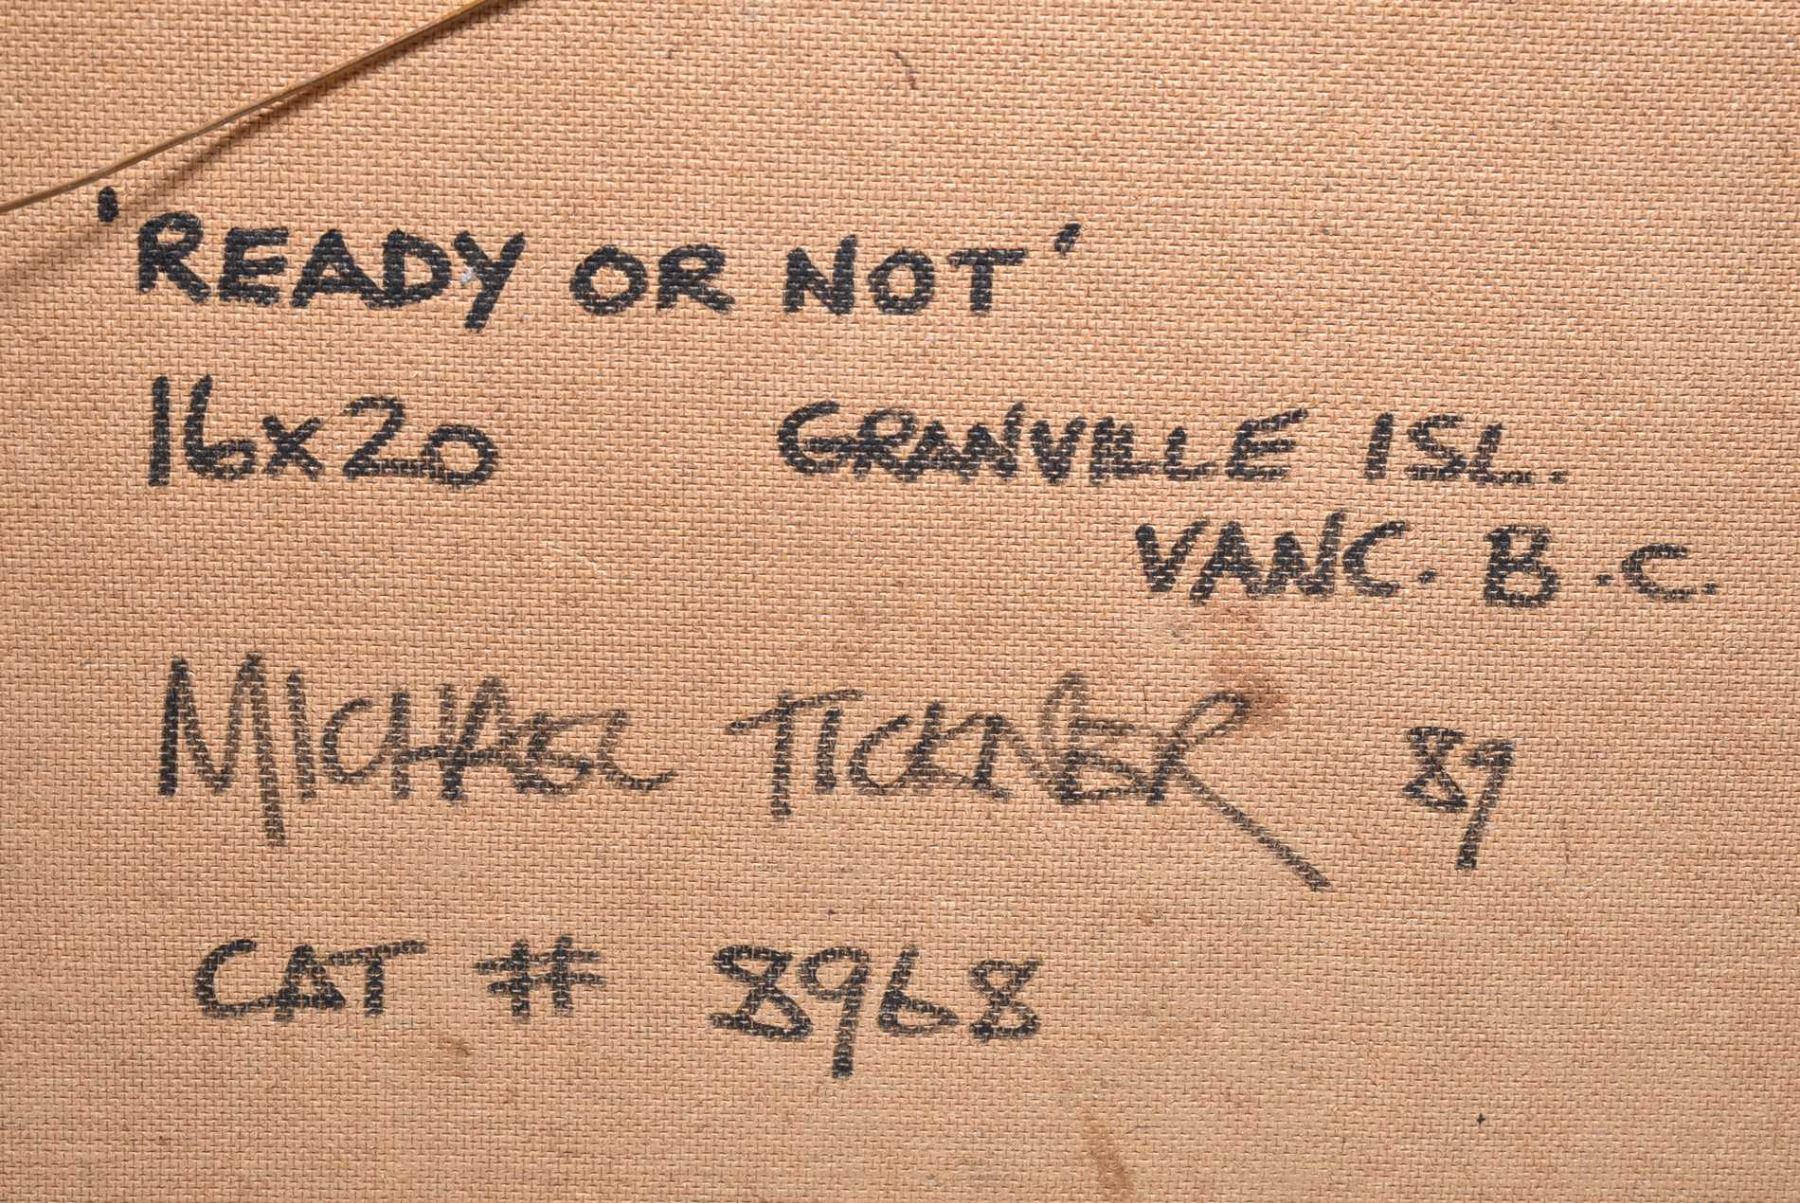 'READY OR NOT'
16x20 GRANVILLE ISL.
VANC. B.C.
MICHAEL TICKNER 89
CAT # 8968